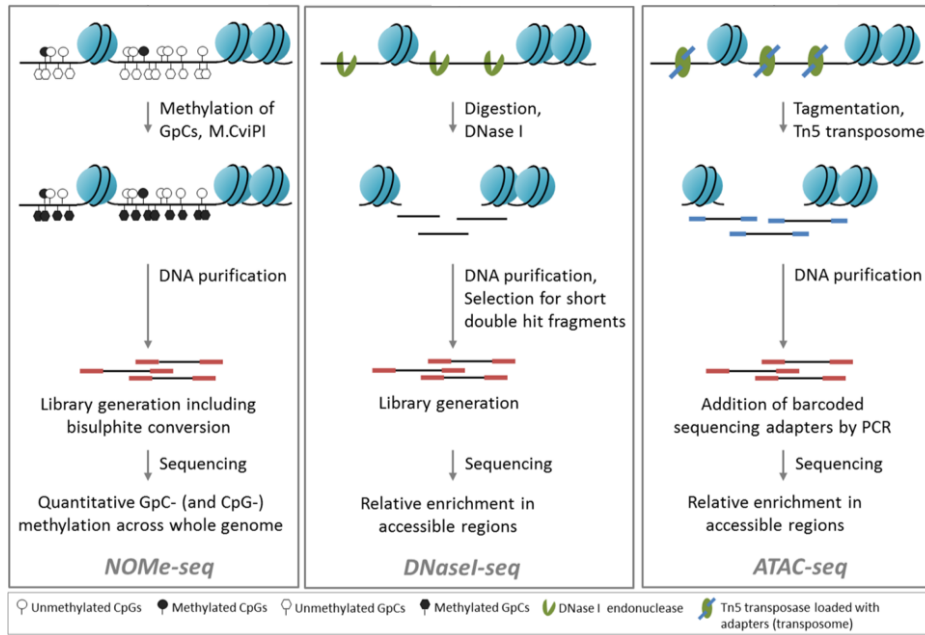 Methylation of
GpCs, M.CviPI
DNA purification
Library generation including
bisulphite conversion
Sequencing
Quantitative GpC- (and CpG-)
methylation across whole genome
NOMe-seq
Digestion,
DNase I
DNA purification,
Selection for short
double hit fragments
Library generation
Sequencing
Relative enrichment in
accessible regions
DNaseI-seq
Tagmentation,
Tn5 transposome
DNA purification
Addition of barcoded
sequencing adapters by PCR
Sequencing
Relative enrichment in
accessible regions
ATAC-seq
Unmethylated CpGs
Methylated CpGs
Unmethylated GpCs
Methylated GpCs
DNase I endonuclease
Tn5 transposase loaded with
adapters (transposome)